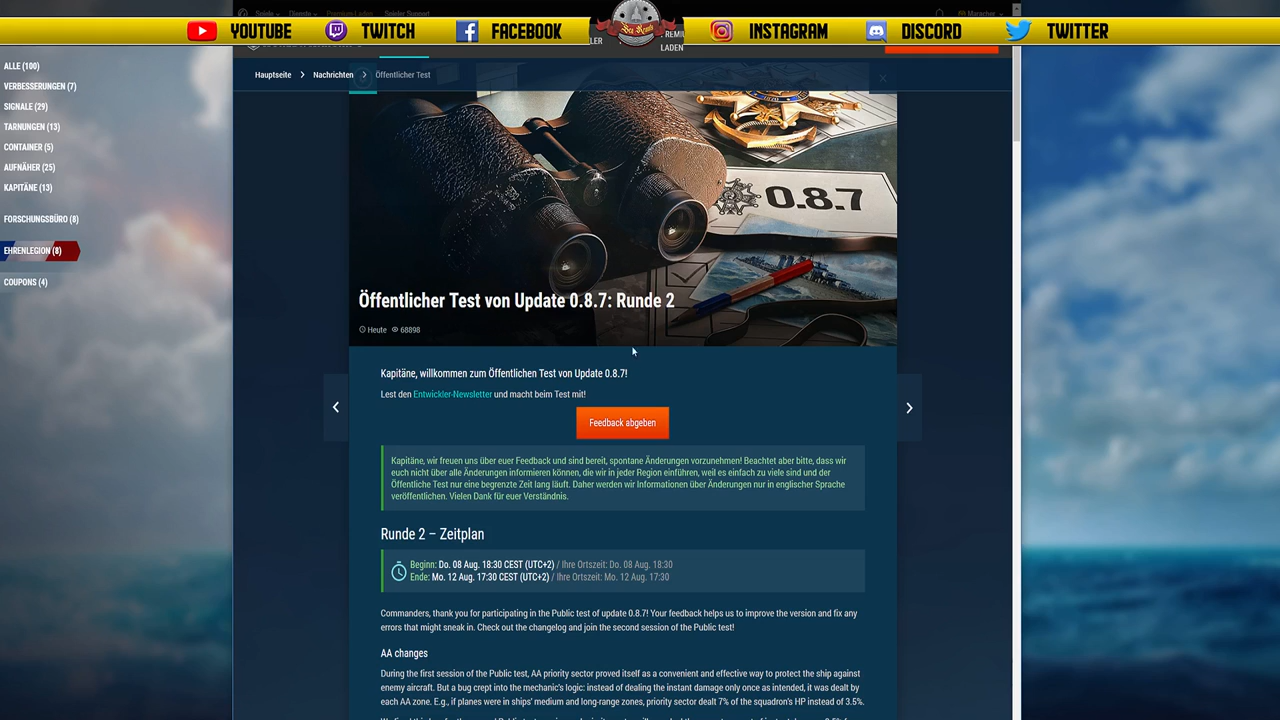 Spiele Dienste Premium-Laden Spieler Support
YOUTUBE TWITCH FACEBOOK INSTAGRAM DISCORD TWITTER
LADEN
ALLE (100)
VERBESSERUNGEN (7)
SIGNALE (29)
TARNUNGEN (13)
CONTAINER (5)
AUFNÄHER (25)
KAPITÄNE (13)
FORSCHUNGSBÜRO (8)
EHRENLEGION (8)
COUPONS (4)
Hauptseite > Nachrichten > Öffentlicher Test
0.8.7
Öffentlicher Test von Update 0.8.7: Runde 2
Heute 68898
Kapitäne, willkommen zum Öffentlichen Test von Update 0.8.7!
Lest den Entwickler-Newsletter und macht beim Test mit!
Feedback abgeben
Kapitäne, wir freuen uns über euer Feedback und sind bereit, spontane Änderungen vorzunehmen! Beachtet aber bitte, dass wir
euch nicht über alle Änderungen informieren können, die wir in jeder Region einführen, weil es einfach zu viele sind und der
Öffentliche Test nur eine begrenzte Zeit lang läuft. Daher werden wir Informationen über Änderungen nur in englischer Sprache
veröffentlichen. Vielen Dank für euer Verständnis.
Runde 2 – Zeitplan
Beginn: Do. 08 Aug. 18:30 CEST (UTC+2) / Ihre Ortszeit: Do. 08 Aug. 18:30
Ende: Mo. 12 Aug. 17:30 CEST (UTC+2) / Ihre Ortszeit: Mo. 12 Aug. 17:30
Commanders, thank you for participating in the Public test of update 0.8.7! Your feedback helps us to improve the version and fix any
errors that might sneak in. Check out the changelog and join the second session of the Public test!
AA changes
During the first session of the Public test, AA priority sector proved itself as a convenient and effective way to protect the ship against
enemy aircraft. But a bug crept into the mechanic's logic: instead of dealing the instant damage only once as intended, it was dealt by
each AA zone. E.g., if planes were in ships' medium and long-range zones, priority sector dealt 7% of the squadron's HP instead of 3.5%.